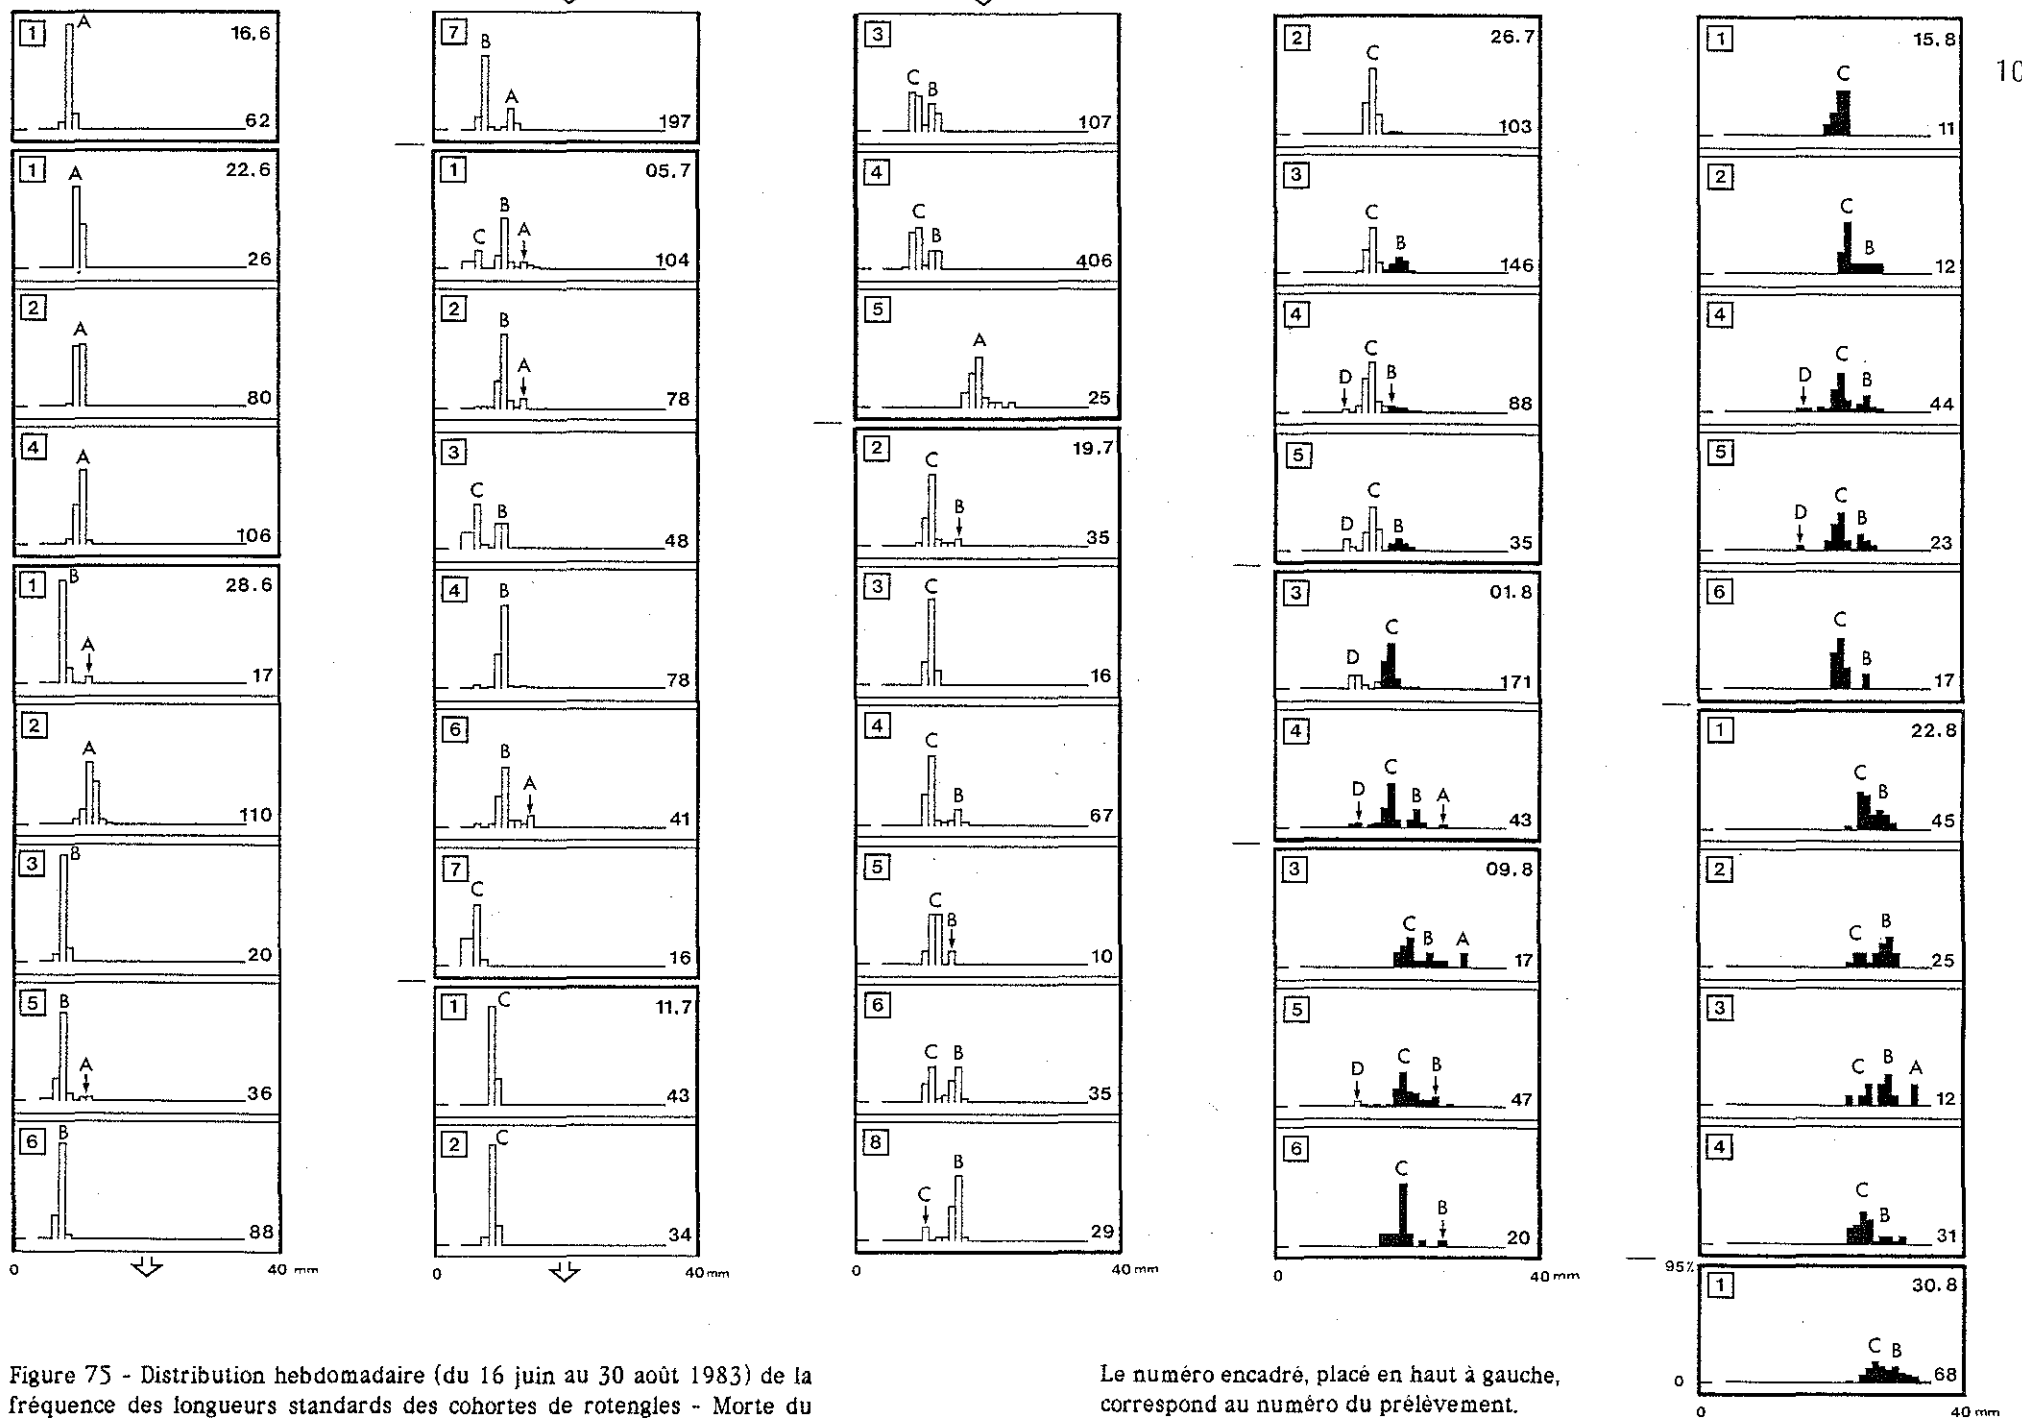 1 A 16.6
62
1 A 22.6
26
2 A
80
4 A
106
1 B A 28.6
17
2 A
110
3 B
20
5 B A
36
6 B
88
0 40 mm
7 B A
197
1 C B A 05.7
104
2 B A
78
3 C B
48
4 B
78
6 B A
41
7 C
16
1 C 11.7
43
2 C
34
0 40 mm
3 C B
107
4 C B
406
5 A
25
2 C B 19.7
35
3 C
16
4 C B
67
5 C B
10
6 C B
35
8 C B
29
0 40 mm
2 C 26.7
103
3 C B
146
4 D C B
88
5 D C B
35
3 D C 01.8
171
4 D C B A
43
3 C B A 09.8
17
5 D C B
47
6 C B
20
0 40 mm
10
1 C 15.8
11
2 C B
12
4 D C B
44
5 D C B
23
6 C B
17
1 C B 22.8
45
2 C B
25
3 C B A
12
4 C B
31
95%
1 C B 30.8
0 68
0 40 mm
Figure 75 - Distribution hebdomadaire (du 16 juin au 30 août 1983) de la
fréquence des longueurs standards des cohortes de rotengles - Morte du
Le numéro encadré, placé en haut à gauche,
correspond au numéro du prélèvement.